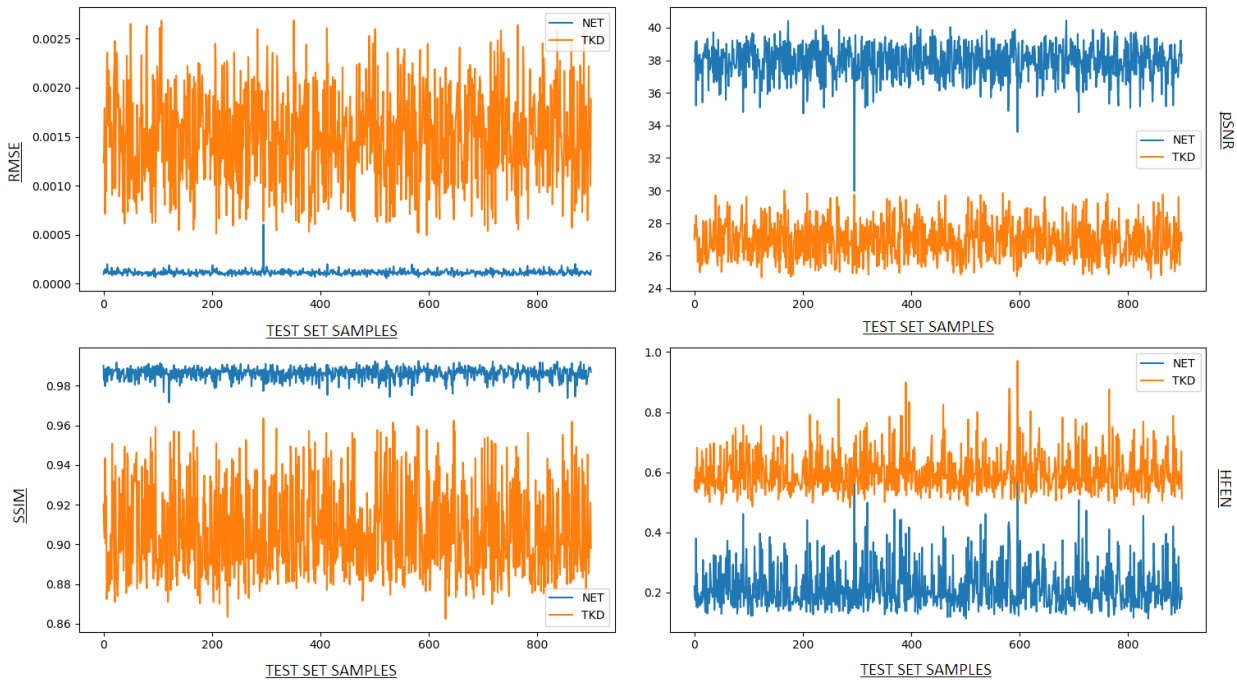 NET
TKD
0.0025
0.0020
0.0015
0.0010
0.0005
0.0000
RMSE
0 200 400 600 800
TEST SET SAMPLES
40
38
36
34
32
30
28
26
24
NET
TKD
pSNR
0 200 400 600 800
TEST SET SAMPLES
0.98
0.96
0.94
0.92
0.90
0.88
0.86
SSIM
NET
TKD
0 200 400 600 800
TEST SET SAMPLES
1.0
0.8
0.6
0.4
0.2
NET
TKD
HFEN
0 200 400 600 800
TEST SET SAMPLES